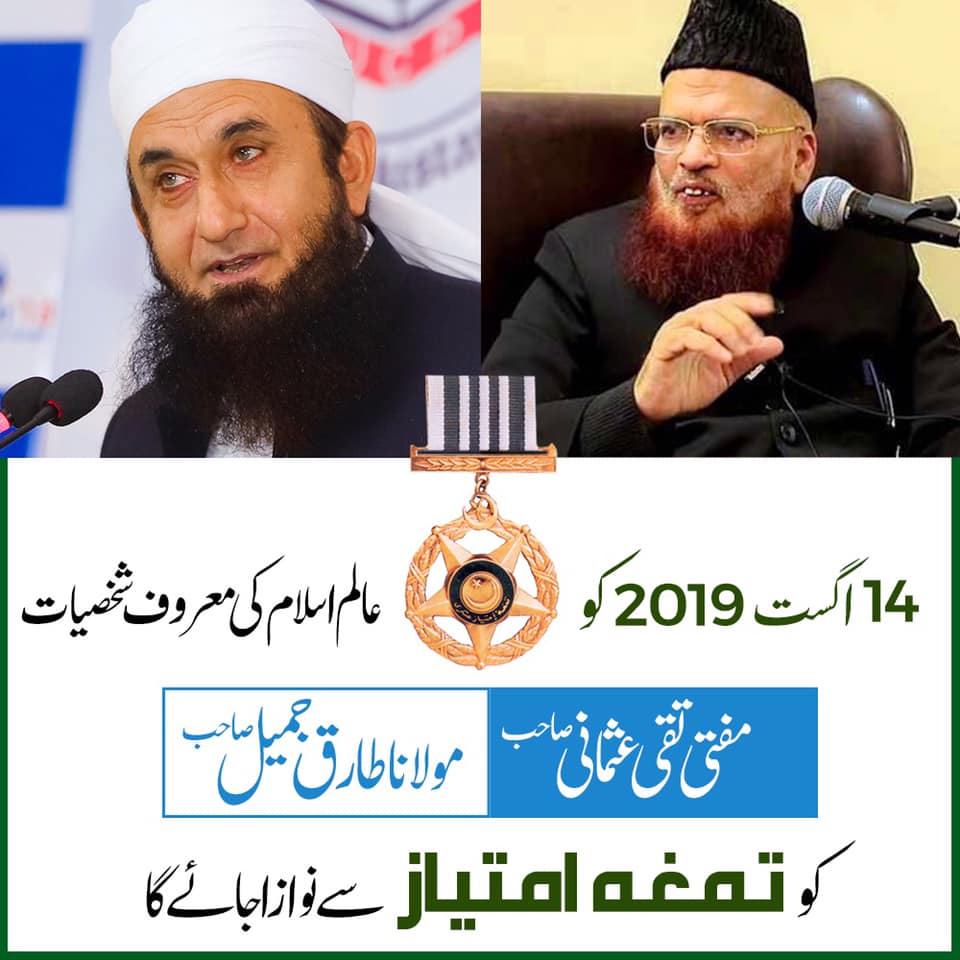 14 اگست 2019 کو عالم اسلام کی معروف شخصیات
مفتی تقی عثمانی صاحب مولانا طارق جمیل صاحب
کو تمغہ امتیاز سے نوازا جائے گا